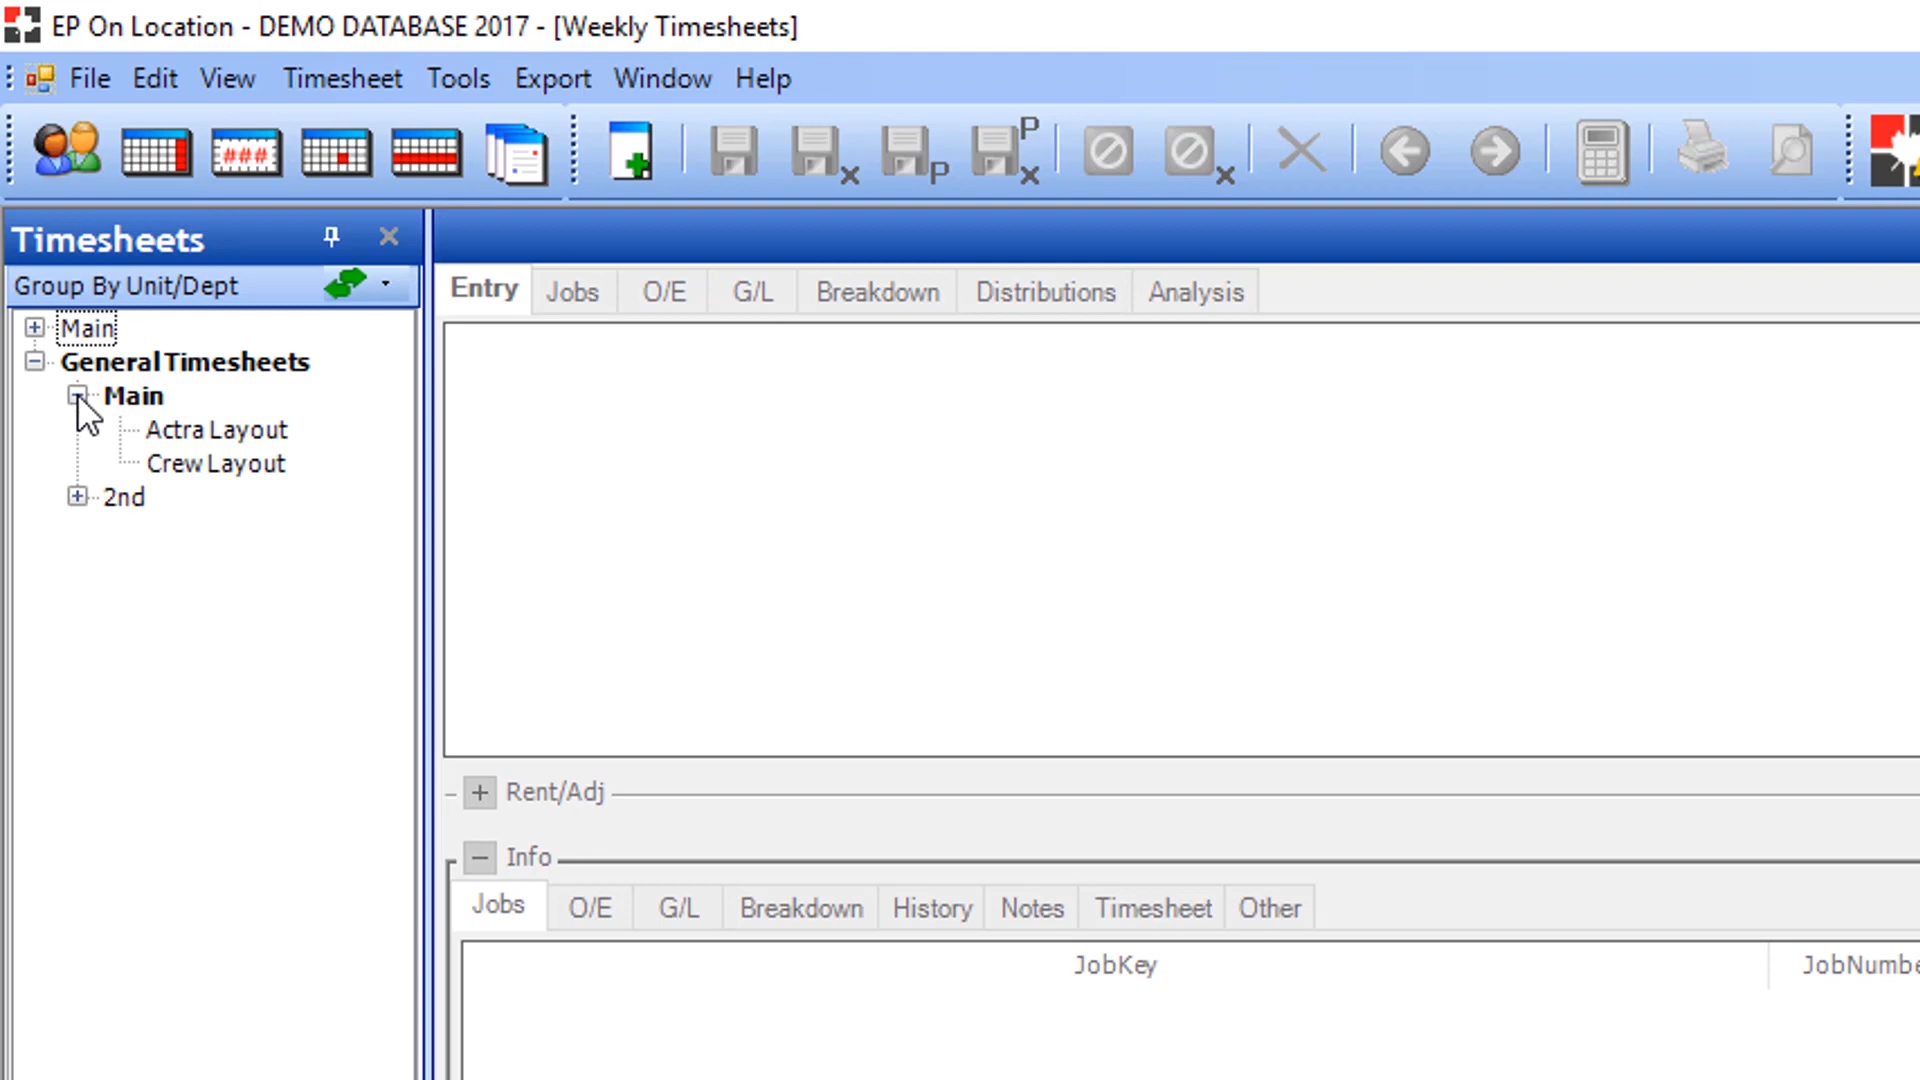 EP On Location - DEMO DATABASE 2017 - [Weekly Timesheets]
File Edit View Timesheet Tools Export Window Help
###
P
P
Timesheets
Group By Unit/Dept
Entry Jobs O/E G/L Breakdown Distributions Analysis
Main
General Timesheets
Main
Actra Layout
Crew Layout
2nd
Rent/Adj
Info
Jobs O/E G/L Breakdown History Notes Timesheet Other
JobKey JobNumbe